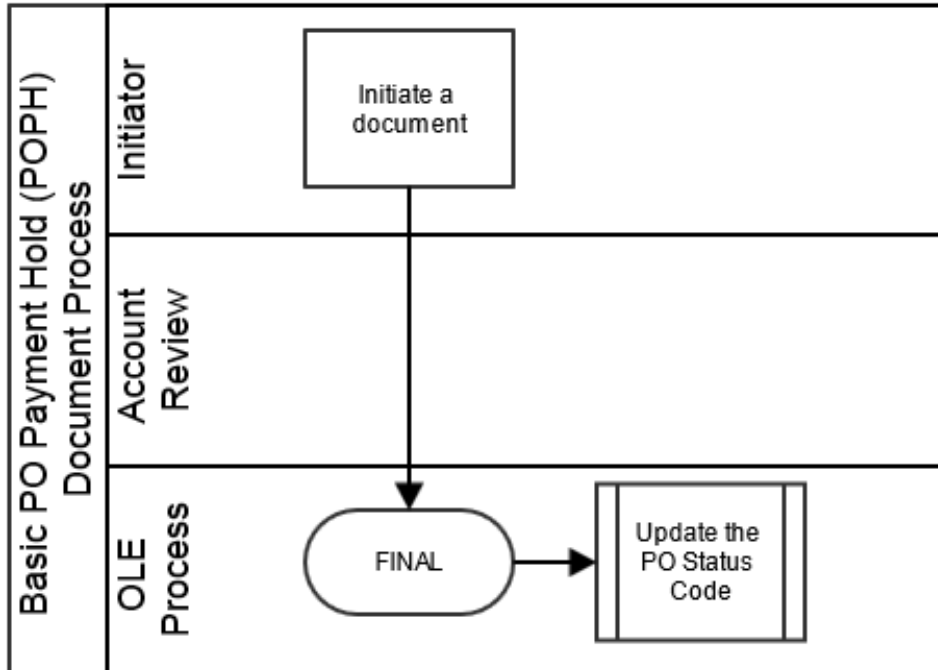 Basic PO Payment Hold (POPH)
Document Process
Initiator
Initiate a
document
Account
Review
OLE
Process
FINAL
Update the
PO Status
Code